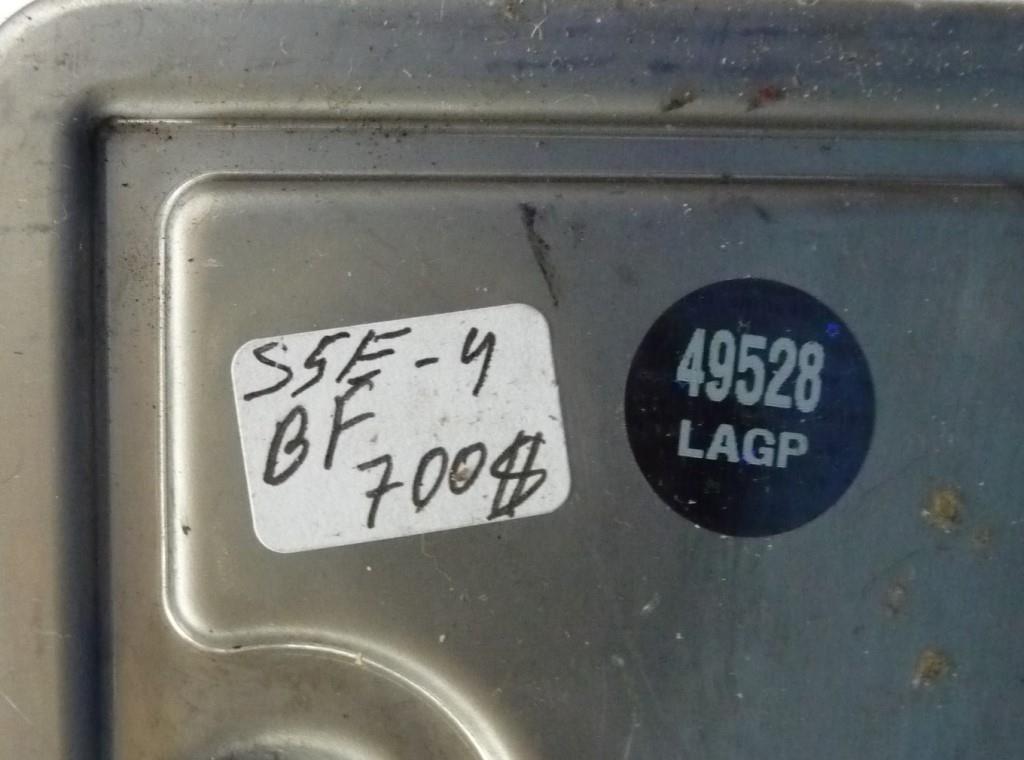 S5E-4
BF
700$
49528
LAGP